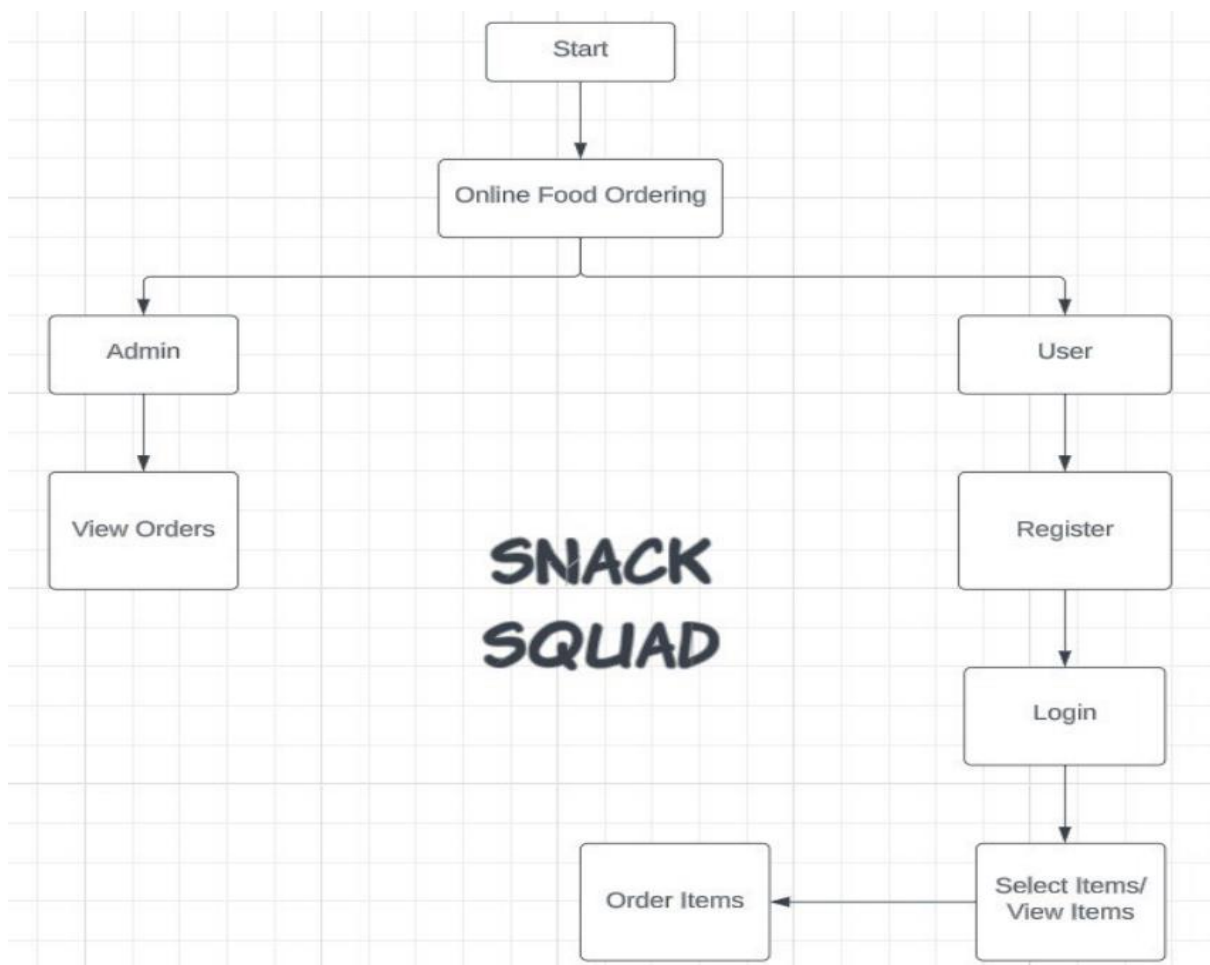 Start
Online Food Ordering
Admin
User
View Orders
Register
SNACK
SQUAD
Login
Order Items
Select Items/
View Items